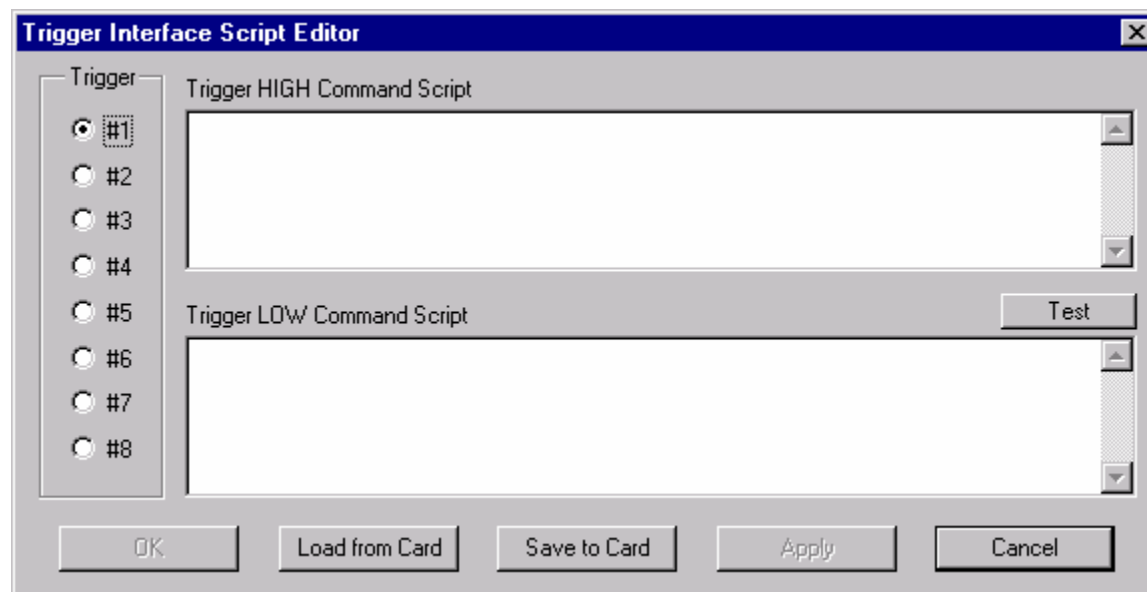 Trigger Interface Script Editor
Trigger
#1
#2
#3
#4
#5
#6
#7
#8
Trigger HIGH Command Script
Test
Trigger LOW Command Script
OK
Load from Card
Save to Card
Apply
Cancel